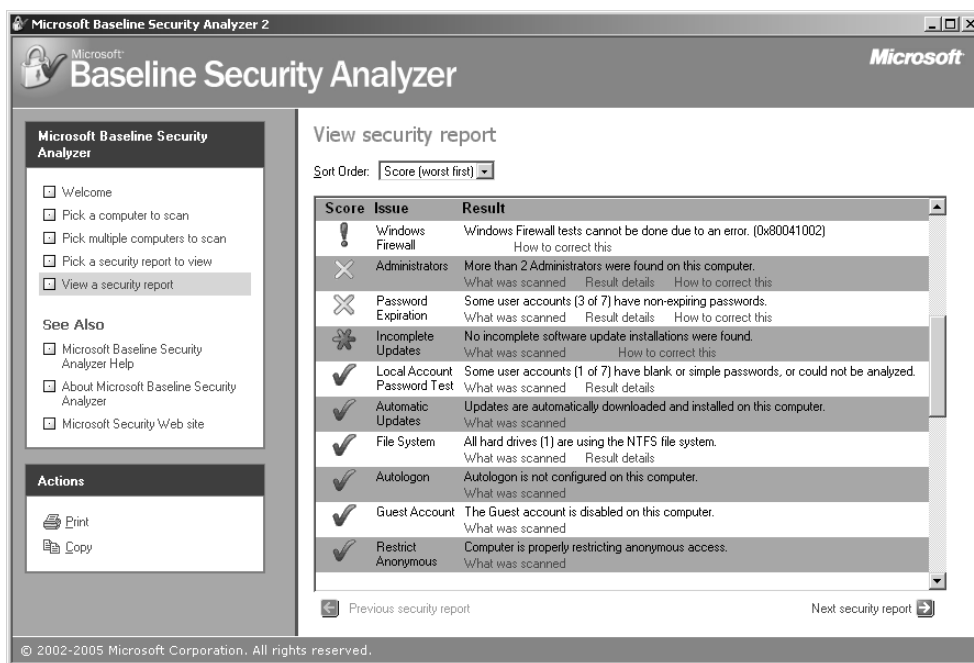 Microsoft Baseline Security Analyzer 2
Microsoft
Baseline Security Analyzer
Microsoft
Microsoft Baseline Security
Analyzer
Welcome
Pick a computer to scan
Pick multiple computers to scan
Pick a security report to view
View a security report
See Also
Microsoft Baseline Security
Analyzer Help
About Microsoft Baseline Security
Analyzer
Microsoft Security Web site
Actions
Print
Copy
View security report
Sort Order: Score (worst first)
Score Issue Result
Windows Firewall tests cannot be done due to an error. (0x80041002)
Windows
Firewall
How to correct this
Administrators More than 2 Administrators were found on this computer.
What was scanned Result details How to correct this
Password
Expiration
Some user accounts (3 of 7) have non-expiring passwords.
What was scanned Result details How to correct this
Incomplete
Updates
No incomplete software update installations were found.
What was scanned How to correct this
Local Account
Password Test
Some user accounts (1 of 7) have blank or simple passwords, or could not be analyzed.
What was scanned Result details
Automatic
Updates
Updates are automatically downloaded and installed on this computer.
What was scanned
File System All hard drives (1) are using the NTFS file system.
What was scanned Result details
Autologon Autologon is not configured on this computer.
What was scanned
Guest Account The Guest account is disabled on this computer.
What was scanned
Restrict
Anonymous
Computer is properly restricting anonymous access.
What was scanned
Previous security report
Next security report
© 2002-2005 Microsoft Corporation. All rights reserved.